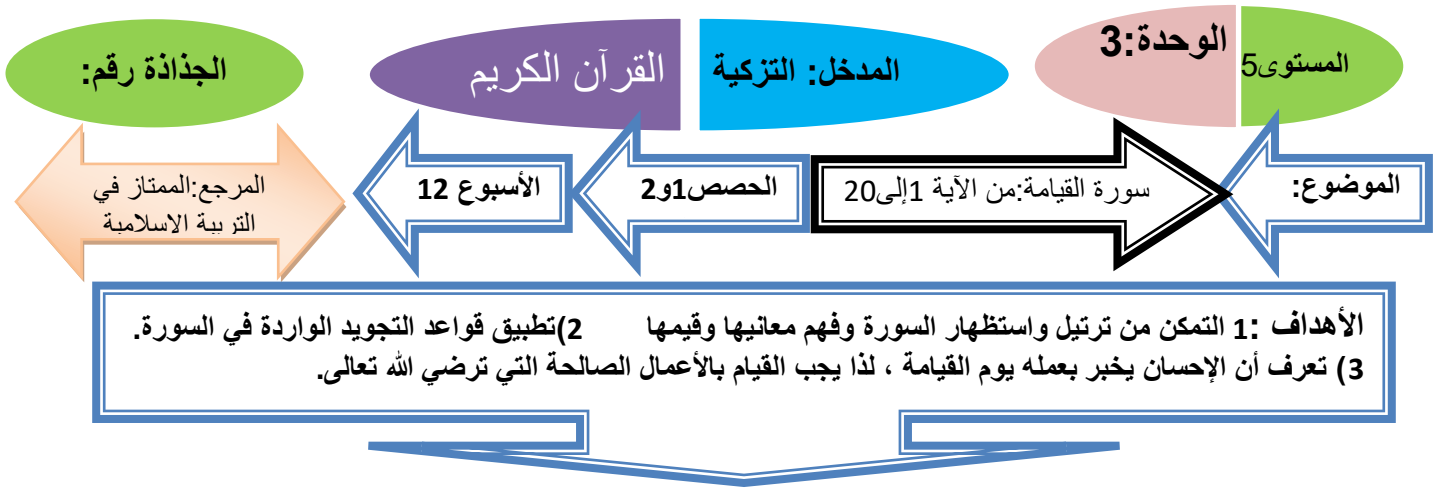 المستوى5
الوحدة:3
المدخل: التزكية
القرآن الكريم
الجذاذة رقم:
الموضوع:
سورة القيامة:من الآية 1إلى20
الحصص1و2
الأسبوع 12
المرجع:الممتاز في
التربية الاسلامية
الأهداف :1 التمكن من ترتيل واستظهار السورة وفهم معانيها وقيمها 2)تطبيق قواعد التجويد الواردة في السورة.
3) تعرف أن الإحسان يخبر بعمله يوم القيامة ، لذا يجب القيام بالأعمال الصالحة التي ترضي الله تعالى.